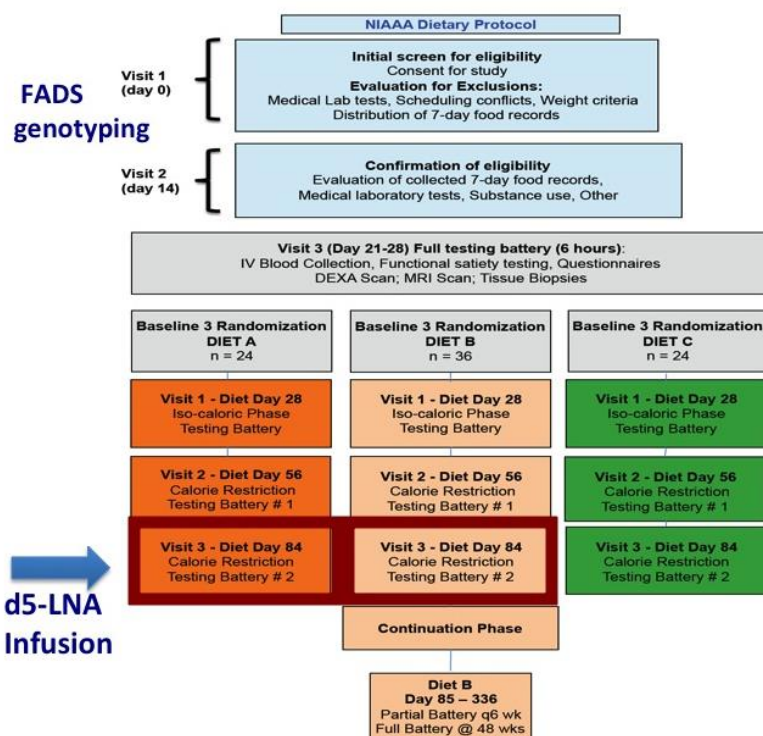 NIAAA Dietary Protocol
FADS
genotyping
Visit 1
(day 0)
Initial screen for eligibility
Consent for study
Evaluation for Exclusions:
Medical Lab tests, Scheduling conflicts, Weight criteria
Distribution of 7-day food records
Visit 2
(day 14)
Confirmation of eligibility
Evaluation of collected 7-day food records,
Medical laboratory tests, Substance use, Other
Visit 3 (Day 21-28) Full testing battery (6 hours):
IV Blood Collection, Functional satiety testing, Questionnaires
DEXA Scan; MRI Scan; Tissue Biopsies
Baseline 3 Randomization
DIET A
n = 24
Baseline 3 Randomization
DIET B
n = 36
Baseline 3 Randomization
DIET C
n = 24
Visit 1 - Diet Day 28
Iso-caloric Phase
Testing Battery
Visit 1 - Diet Day 28
Iso-caloric Phase
Testing Battery
Visit 1 - Diet Day 28
Iso-caloric Phase
Testing Battery
Visit 2 - Diet Day 56
Calorie Restriction
Testing Battery # 1
Visit 2 - Diet Day 56
Calorie Restriction
Testing Battery # 1
Visit 2 - Diet Day 56
Calorie Restriction
Testing Battery # 1
d5-LNA
Infusion
Visit 3 - Diet Day 84
Calorie Restriction
Testing Battery # 2
Visit 3 - Diet Day 84
Calorie Restriction
Testing Battery # 2
Visit 3 - Diet Day 84
Calorie Restriction
Testing Battery # 2
Continuation Phase
Diet B
Day 85 – 336
Partial Battery q6 wk
Full Battery @ 48 wks